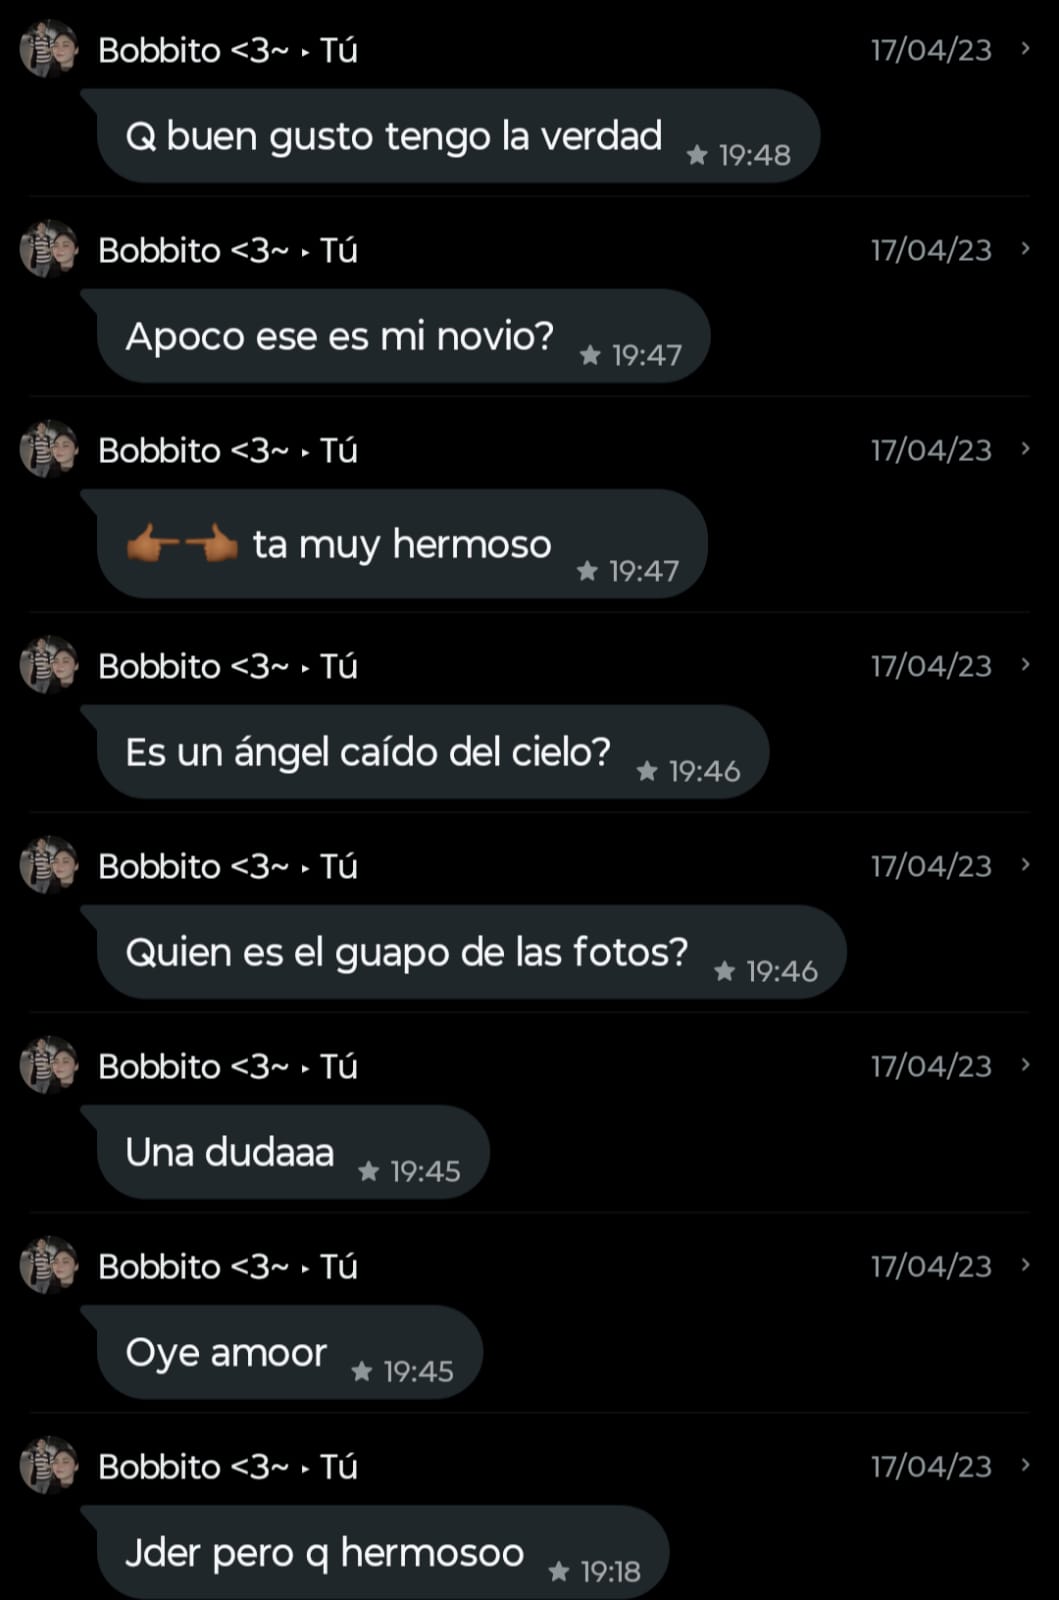 Bobbito <3~ ▸ Tú 17/04/23 >
Q buen gusto tengo la verdad ★ 19:48
Bobbito <3~ ▸ Tú 17/04/23 >
Apoco ese es mi novio? ★ 19:47
Bobbito <3~ ▸ Tú 17/04/23 >
👉🏾👈🏾 ta muy hermoso ★ 19:47
Bobbito <3~ ▸ Tú 17/04/23 >
Es un ángel caído del cielo? ★ 19:46
Bobbito <3~ ▸ Tú 17/04/23 >
Quien es el guapo de las fotos? ★ 19:46
Bobbito <3~ ▸ Tú 17/04/23 >
Una dudaaa ★ 19:45
Bobbito <3~ ▸ Tú 17/04/23 >
Oye amoor ★ 19:45
Bobbito <3~ ▸ Tú 17/04/23 >
Jder pero q hermosoo ★ 19:18